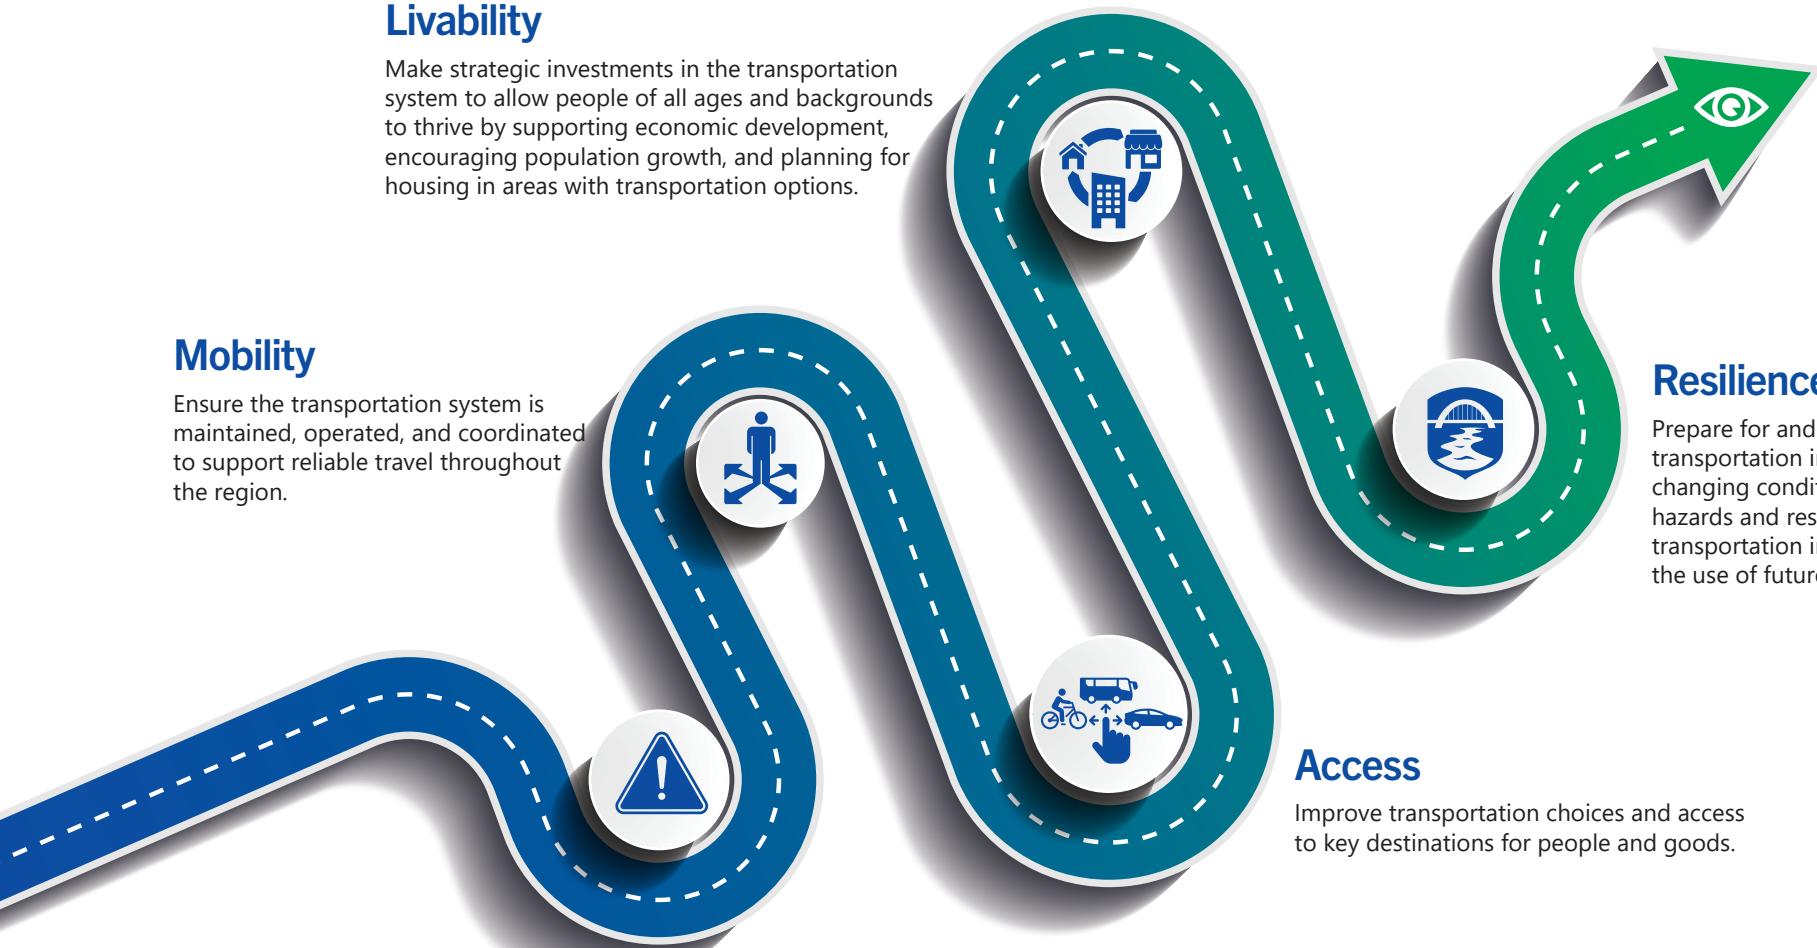 Livability
Make strategic investments in the transportation
system to allow people of all ages and backgrounds
to thrive by supporting economic development,
encouraging population growth, and planning for
housing in areas with transportation options.
Mobility
Ensure the transportation system is
maintained, operated, and coordinated
to support reliable travel throughout
the region.
Resilience
Prepare for and
transportation
changing
hazards and
transportation
the use of
Access
Improve transportation choices and access
to key destinations for people and goods.